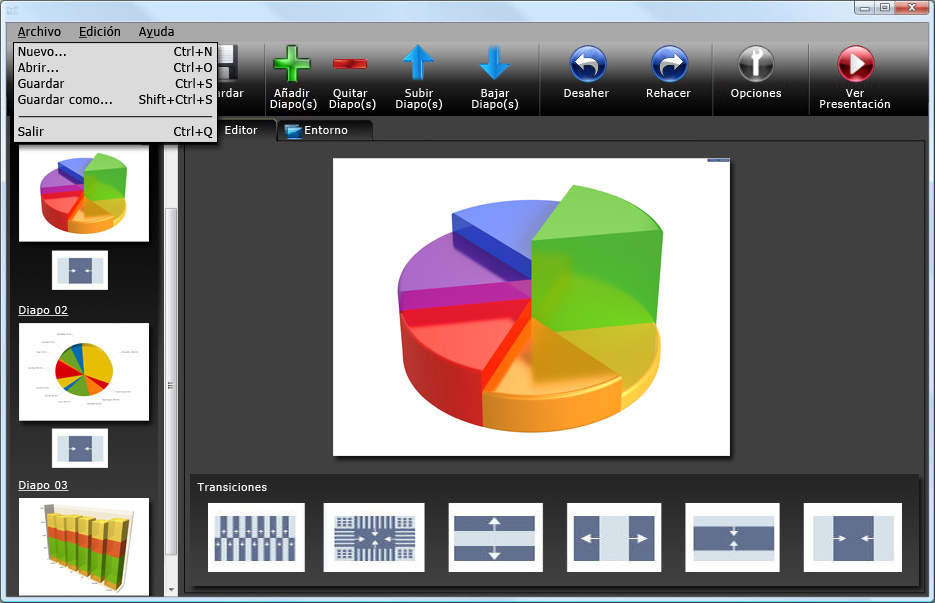 Archivo Edición Ayuda
Nuevo... Ctrl+N
Abrir... Ctrl+O
Guardar Ctrl+S
Guardar como... Shift+Ctrl+S
Salir Ctrl+Q
rdar
Añadir
Diapo(s)
Quitar
Diapo(s)
Subir
Diapo(s)
Bajar
Diapo(s)
Desaher
Rehacer
Opciones
Ver
Presentación
Editor
Entorno
Diapo 02
Diapo 03
Transiciones